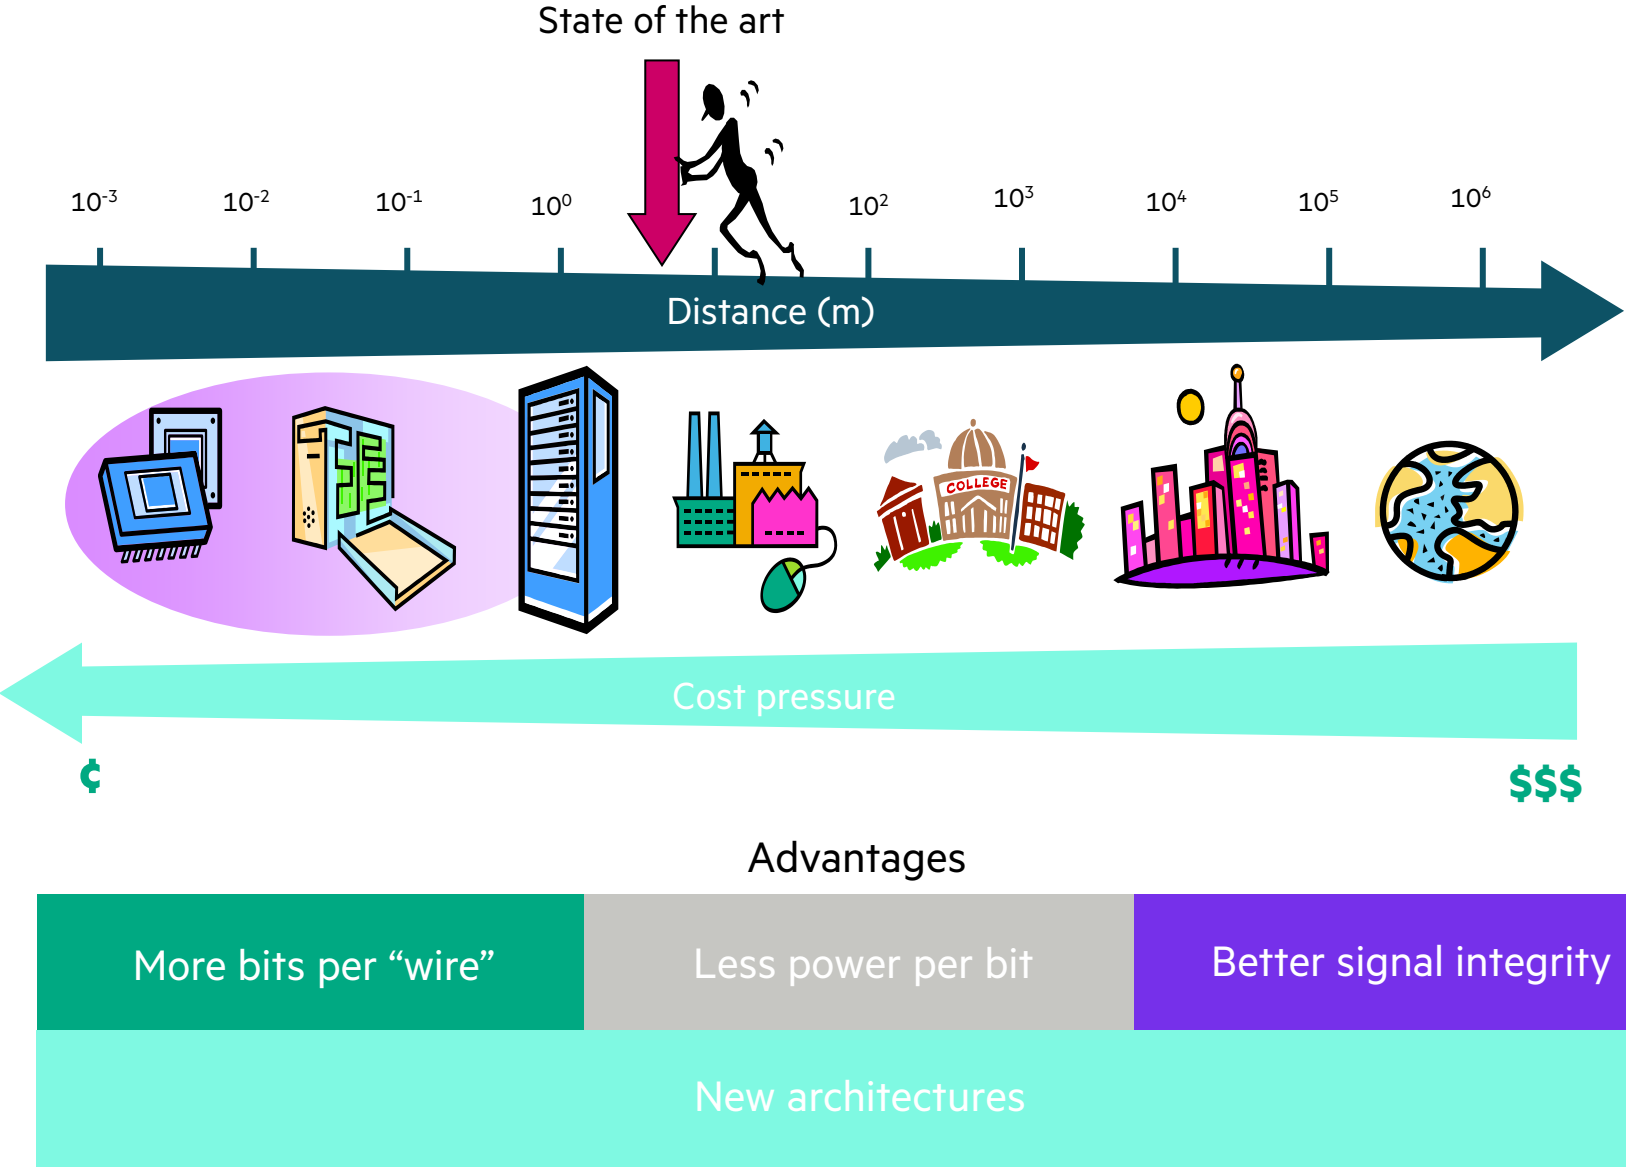 State of the art
10⁻³ 10⁻² 10⁻¹ 10⁰ 10² 10³ 10⁴ 10⁵ 10⁶
Distance (m)
COLLEGE
Cost pressure
¢ $$$
Advantages
More bits per “wire” Less power per bit Better signal integrity
New architectures